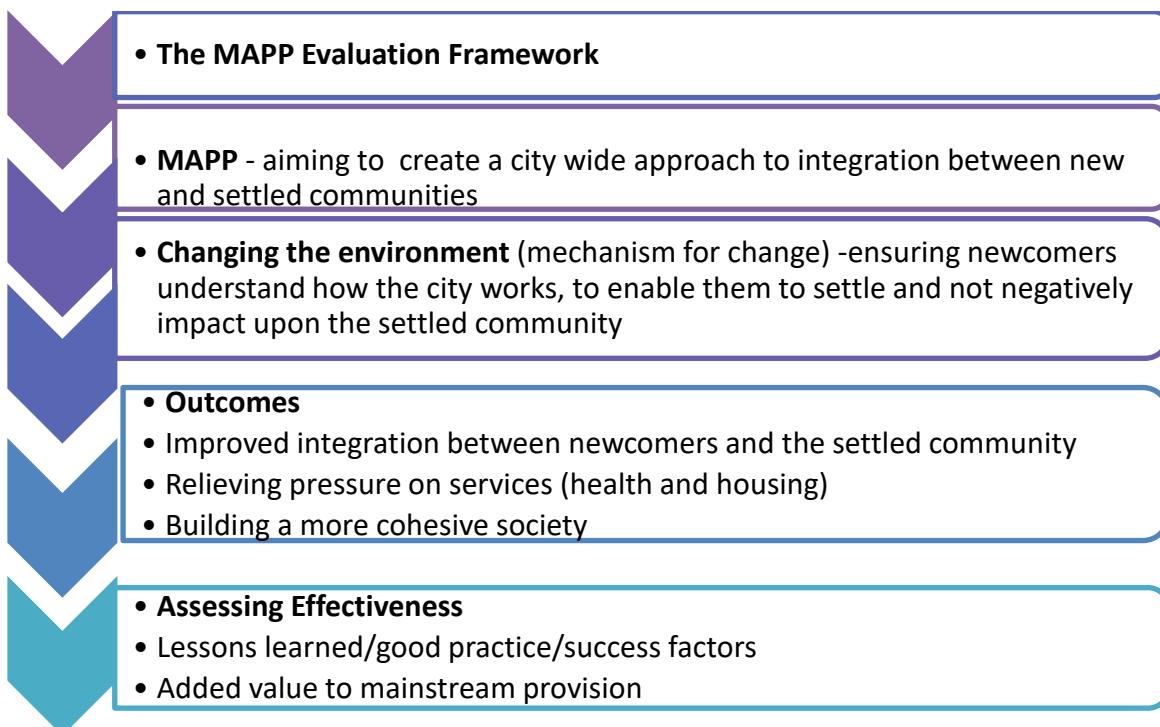 • The MAPP Evaluation Framework
• MAPP - aiming to  create a city wide approach to integration between new
and settled communities
• Changing the environment (mechanism for change) -ensuring newcomers
understand how the city works, to enable them to settle and not negatively
impact upon the settled community
• Outcomes
• Improved integration between newcomers and the settled community
• Relieving pressure on services (health and housing)
• Building a more cohesive society
• Assessing Effectiveness
• Lessons learned/good practice/success factors
• Added value to mainstream provision